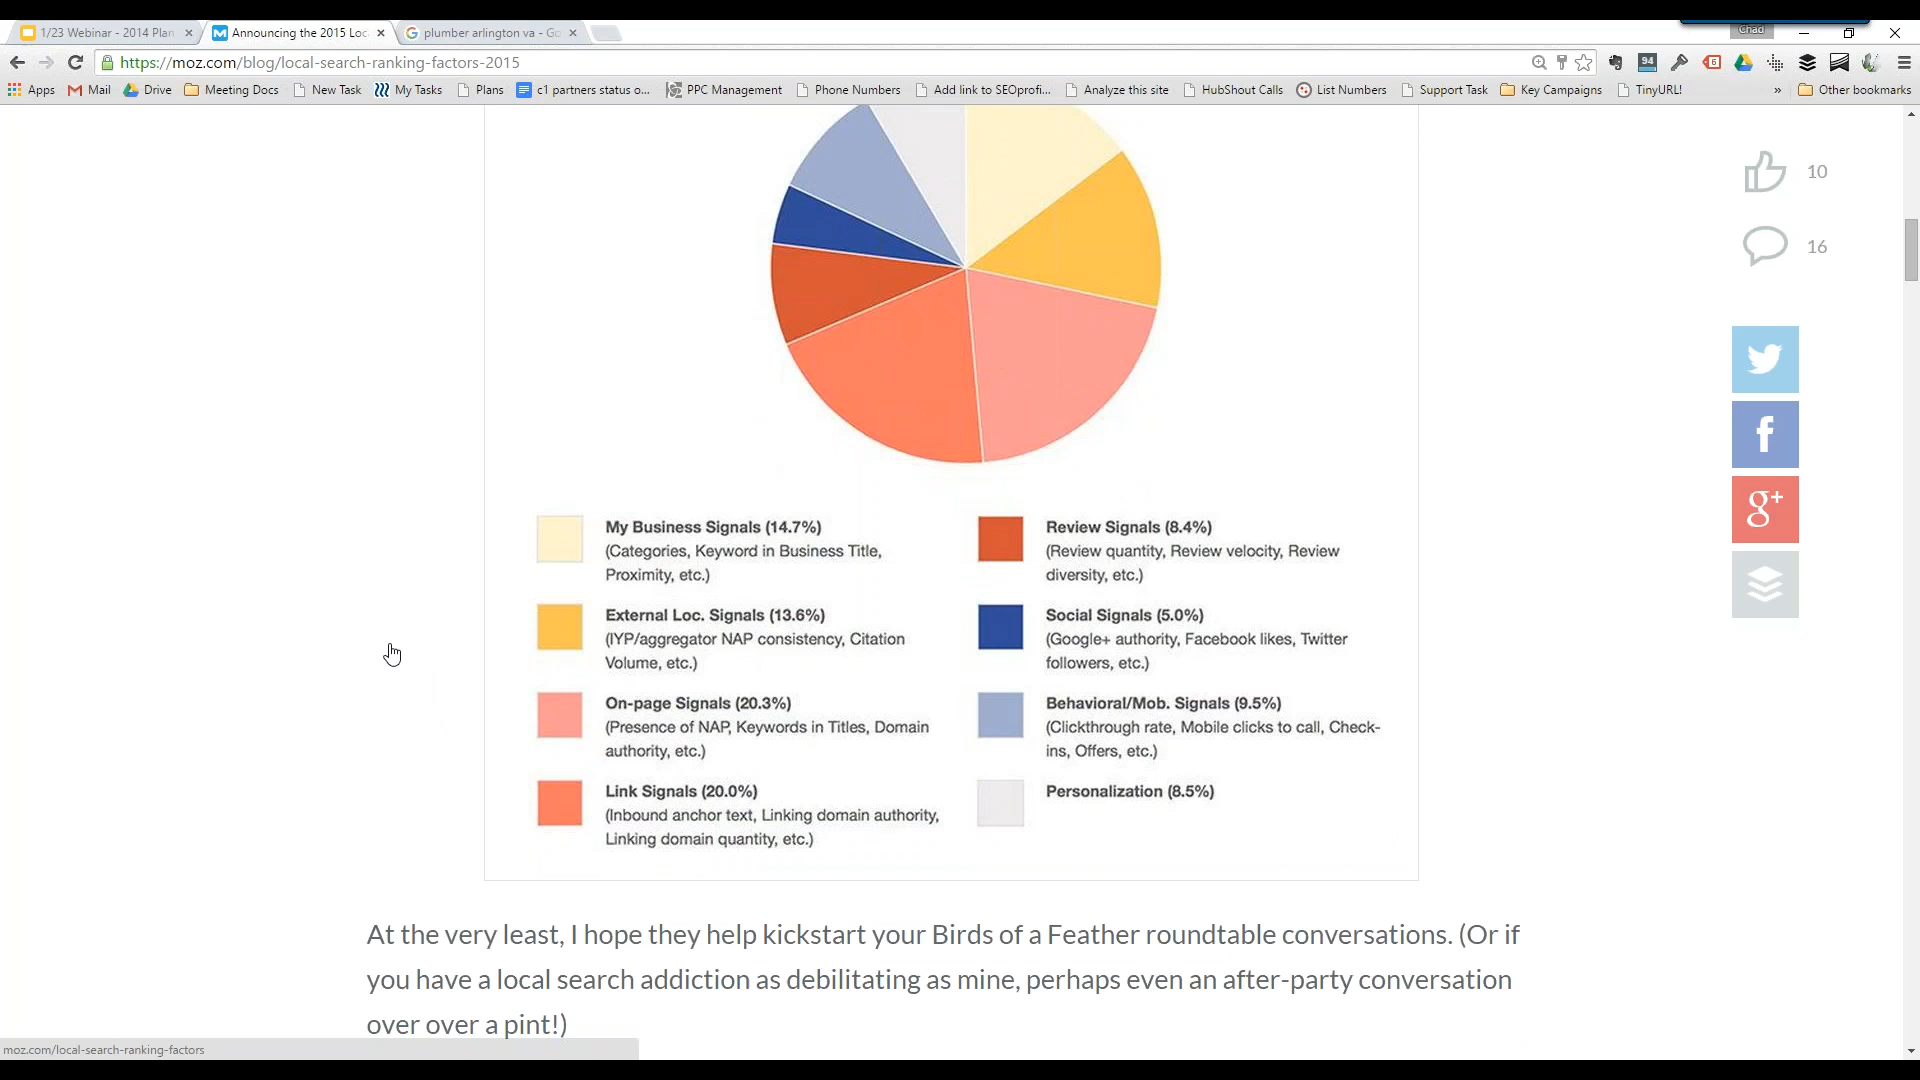 Chad
1/23 Webinar - 2014 Plan
Announcing the 2015 Loc
plumber arlington va - Go
https://moz.com/blog/local-search-ranking-factors-2015
94
6
Apps
Mail
Drive
Meeting Docs
New Task
My Tasks
Plans
c1 partners status o...
PPC Management
Phone Numbers
Add link to SEOprofi...
Analyze this site
HubShout Calls
List Numbers
Support Task
Key Campaigns
TinyURL!
»
Other bookmarks
10
16
f
g+
My Business Signals (14.7%)
(Categories, Keyword in Business Title,
Proximity, etc.)
External Loc. Signals (13.6%)
(IYP/aggregator NAP consistency, Citation
Volume, etc.)
On-page Signals (20.3%)
(Presence of NAP, Keywords in Titles, Domain
authority, etc.)
Link Signals (20.0%)
(Inbound anchor text, Linking domain authority,
Linking domain quantity, etc.)
Review Signals (8.4%)
(Review quantity, Review velocity, Review
diversity, etc.)
Social Signals (5.0%)
(Google+ authority, Facebook likes, Twitter
followers, etc.)
Behavioral/Mob. Signals (9.5%)
(Clickthrough rate, Mobile clicks to call, Check-
ins, Offers, etc.)
Personalization (8.5%)
At the very least, I hope they help kickstart your Birds of a Feather roundtable conversations. (Or if
you have a local search addiction as debilitating as mine, perhaps even an after-party conversation
over over a pint!)
moz.com/local-search-ranking-factors